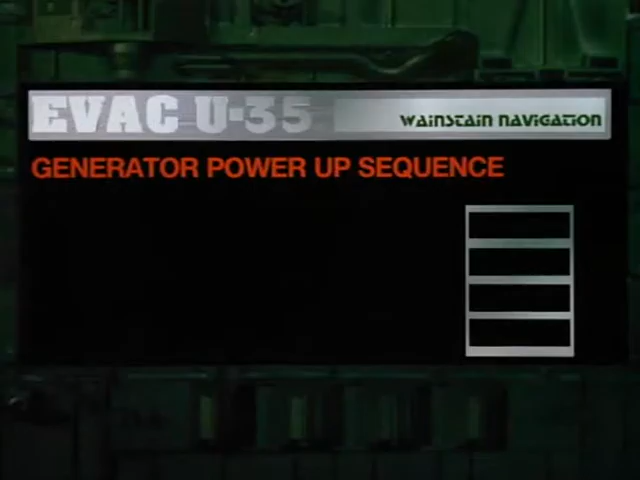 EVAC U-35
WAINSTAIN NAVIGATION
GENERATOR POWER UP SEQUENCE